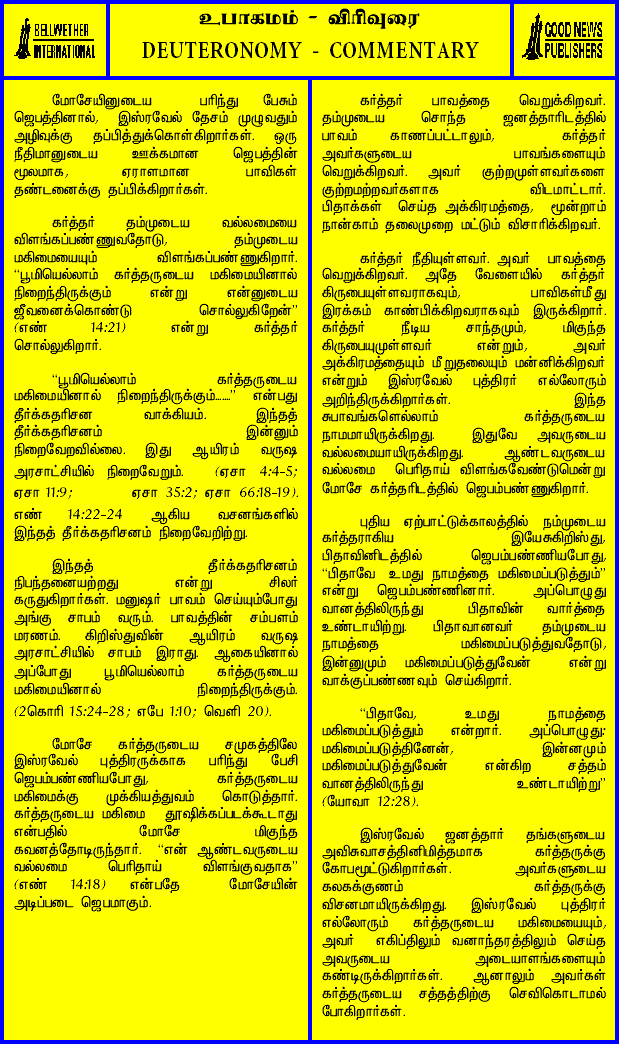 BELLWETHER
INTERNATIONAL
உபாகமம் - விரிவுரை
DEUTERONOMY - COMMENTARY
GOOD NEWS
PUBLISHERS
மோசேயினுடைய பரிந்து பேசும்
ஜெபத்தினால், இஸ்ரவேல் தேசம் முழுவதும்
அழிவுக்கு தப்பித்துக்கொள்கிறார்கள். ஒரு
நீதிமானுடைய ஊக்கமான ஜெபத்தின்
மூலமாக, ஏராளமான பாவிகள்
தண்டனைக்கு தப்பிக்கிறார்கள்.
கர்த்தர் தம்முடைய வல்லமையை
விளங்கப்பண்ணுவதோடு, தம்முடைய
மகிமையையும் விளங்கப்பண்ணுகிறார்.
“பூமியெல்லாம் கர்த்தருடைய மகிமையினால்
நிறைந்திருக்கும் என்று என்னுடைய
ஜீவனைக்கொண்டு சொல்லுகிறேன்”
(எண் 14:21) என்று கர்த்தர்
சொல்லுகிறார்.
“பூமியெல்லாம் கர்த்தருடைய
மகிமையினால் நிறைந்திருக்கும்.....” என்பது
தீர்க்கதரிசன வாக்கியம். இந்தத்
தீர்க்கதரிசனம் இன்னும்
நிறைவேறவில்லை. இது ஆயிரம் வருஷ
அரசாட்சியில் நிறைவேறும். (ஏசா 4:4-5;
ஏசா 11:9; ஏசா 35:2; ஏசா 66:18-19).
எண் 14:22-24 ஆகிய வசனங்களில்
இந்தத் தீர்க்கதரிசனம் நிறைவேறிற்று.
இந்தத் தீர்க்கதரிசனம்
நிபந்தனையற்றது என்று சிலர்
கருதுகிறார்கள். மனுஷர் பாவம் செய்யும்போது
அங்கு சாபம் வரும். பாவத்தின் சம்பளம்
மரணம். கிறிஸ்துவின் ஆயிரம் வருஷ
அரசாட்சியில் சாபம் இராது. ஆகையினால்
அப்போது பூமியெல்லாம் கர்த்தருடைய
மகிமையினால் நிறைந்திருக்கும்.
(2கொரி 15:24-28; எபே 1:10; வெளி 20).
மோசே கர்த்தருடைய சமுகத்திலே
இஸ்ரவேல் புத்திரருக்காக பரிந்து பேசி
ஜெபம்பண்ணியபோது, கர்த்தருடைய
மகிமைக்கு முக்கியத்துவம் கொடுத்தார்.
கர்த்தருடைய மகிமை தூஷிக்கப்படக்கூடாது
என்பதில் மோசே மிகுந்த
கவனத்தோடிருந்தார். “என் ஆண்டவருடைய
வல்லமை பெரிதாய் விளங்குவதாக”
(எண் 14:18) என்பதே மோசேயின்
அடிப்படை ஜெபமாகும்.
கர்த்தர் பாவத்தை வெறுக்கிறவர்.
தம்முடைய சொந்த ஜனத்தாரிடத்தில்
பாவம் காணப்பட்டாலும், கர்த்தர்
அவர்களுடைய பாவங்களையும்
வெறுக்கிறவர். அவர் குற்றமுள்ளவர்களை
குற்றமற்றவர்களாக விடமாட்டார்.
பிதாக்கள் செய்த அக்கிரமத்தை, மூன்றாம்
நான்காம் தலைமுறை மட்டும் விசாரிக்கிறவர்.
கர்த்தர் நீதியுள்ளவர். அவர் பாவத்தை
வெறுக்கிறவர். அதே வேளையில் கர்த்தர்
கிருபையுள்ளவராகவும், பாவிகள்மீது
இரக்கம் காண்பிக்கிறவராகவும் இருக்கிறார்.
கர்த்தர் நீடிய சாந்தமும், மிகுந்த
கிருபையுமுள்ளவர் என்றும், அவர்
அக்கிரமத்தையும் மீறுதலையும் மன்னிக்கிறவர்
என்றும் இஸ்ரவேல் புத்திரர் எல்லோரும்
அறிந்திருக்கிறார்கள். இந்த
சுபாவங்களெல்லாம் கர்த்தருடைய
நாமமாயிருக்கிறது. இதுவே அவருடைய
வல்லமையாயிருக்கிறது. ஆண்டவருடைய
வல்லமை பெரிதாய் விளங்கவேண்டுமென்று
மோசே கர்த்தரிடத்தில் ஜெபம்பண்ணுகிறார்.
புதிய ஏற்பாட்டுக்காலத்தில் நம்முடைய
கர்த்தராகிய இயேசுகிறிஸ்து,
பிதாவினிடத்தில் ஜெபம்பண்ணியபோது,
“பிதாவே உமது நாமத்தை மகிமைப்படுத்தும்”
என்று ஜெபம்பண்ணினார். அப்பொழுது
வானத்திலிருந்து பிதாவின் வார்த்தை
உண்டாயிற்று. பிதாவானவர் தம்முடைய
நாமத்தை மகிமைப்படுத்துவதோடு,
இன்னுமும் மகிமைப்படுத்துவேன் என்று
வாக்குப்பண்ணவும் செய்கிறார்.
“பிதாவே, உமது நாமத்தை
மகிமைப்படுத்தும் என்றார். அப்பொழுது:
மகிமைப்படுத்தினேன், இன்னமும்
மகிமைப்படுத்துவேன் என்கிற சத்தம்
வானத்திலிருந்து உண்டாயிற்று”
(யோவா 12:28).
இஸ்ரவேல் ஜனத்தார் தங்களுடைய
அவிசுவாசத்தினிமித்தமாக கர்த்தருக்கு
கோபமூட்டுகிறார்கள். அவர்களுடைய
கலகக்குணம் கர்த்தருக்கு
விசனமாயிருக்கிறது. இஸ்ரவேல் புத்திரர்
எல்லோரும் கர்த்தருடைய மகிமையையும்,
அவர் எகிப்திலும் வனாந்தரத்திலும் செய்த
அவருடைய அடையாளங்களையும்
கண்டிருக்கிறார்கள். ஆனாலும் அவர்கள்
கர்த்தருடைய சத்தத்திற்கு செவிகொடாமல்
போகிறார்கள்.